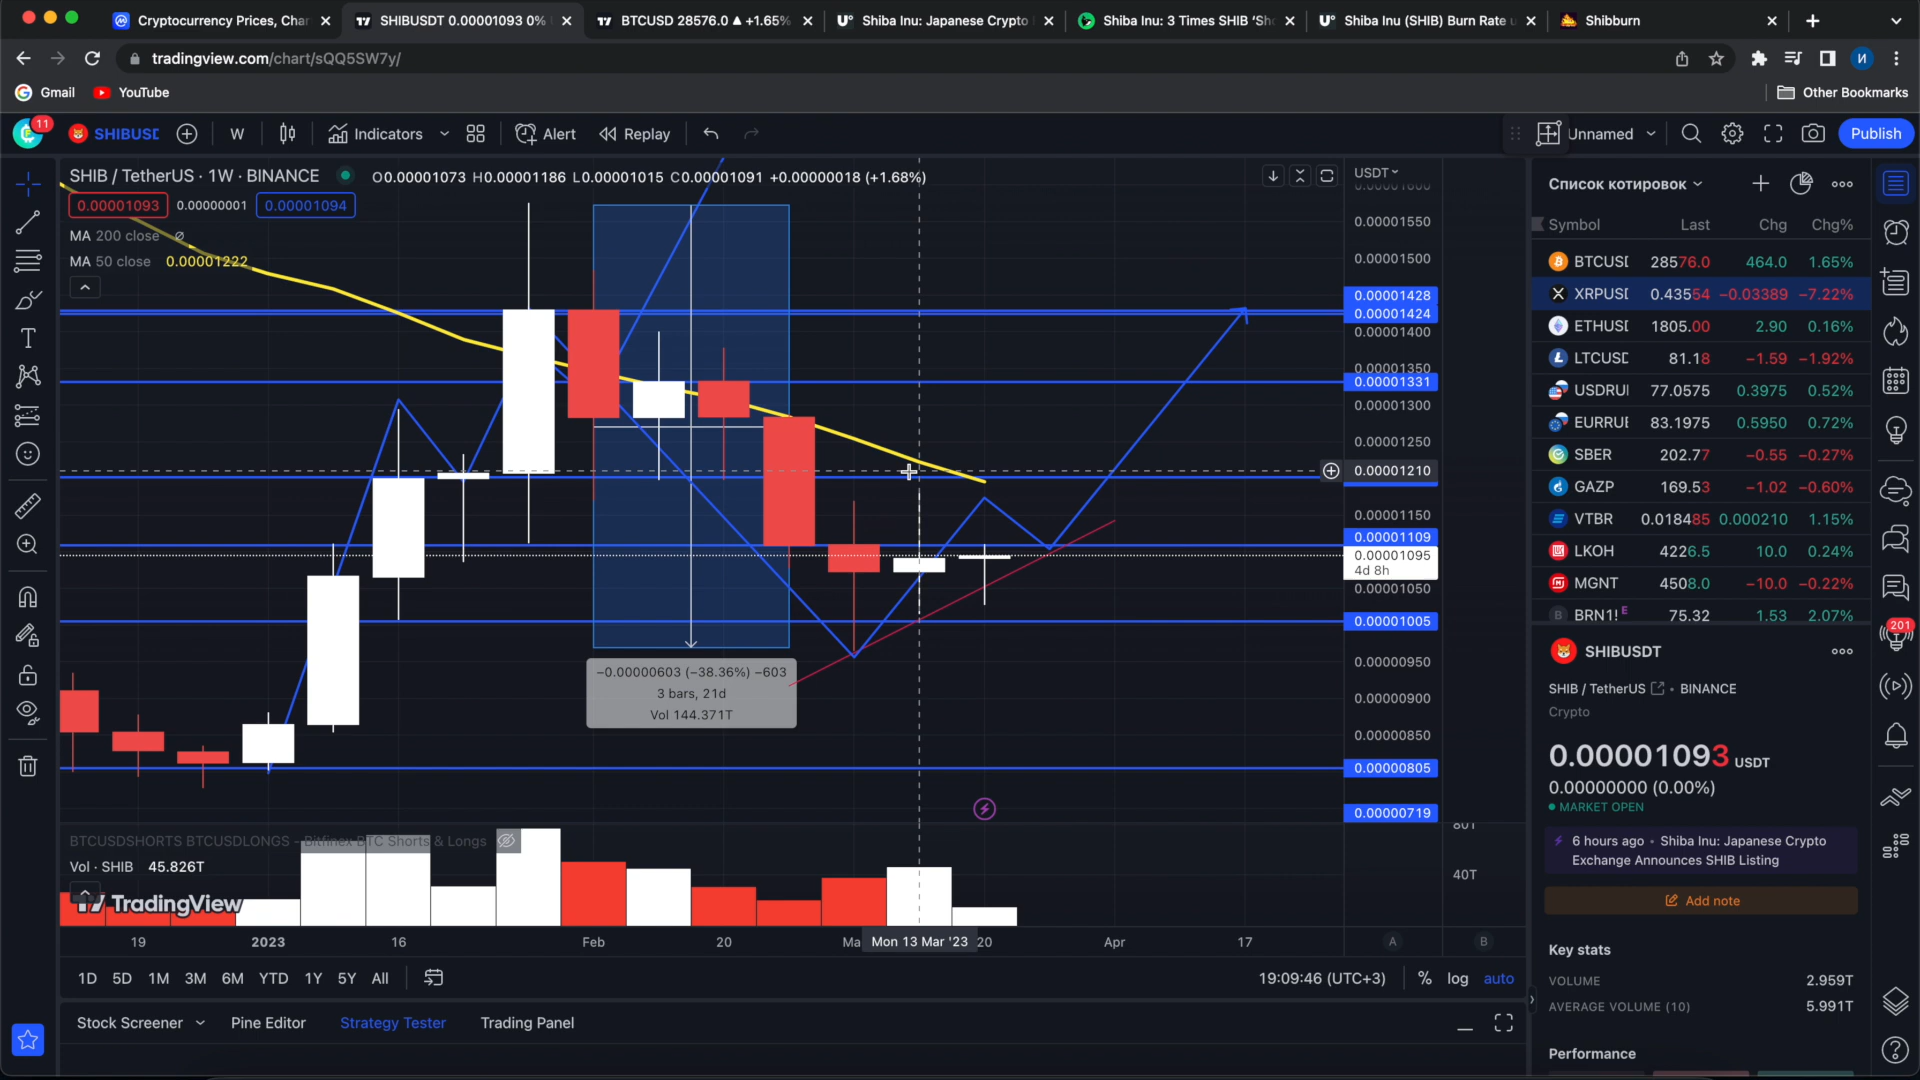 Cryptocurrency Prices, Cha
SHIBUSDT 0.00001093 0%
BTCUSD 28576.0 ▲ +1.65%
Shiba Inu: Japanese Crypto
Shiba Inu: 3 Times SHIB 'Sh
Shiba Inu (SHIB) Burn Rate u
Shibburn
tradingview.com/chart/sQQ5SW7y/
И
Gmail
YouTube
Other Bookmarks
11
SHIBUSD
W
Indicators
Alert
Replay
Unnamed
Publish
SHIB / TetherUS · 1W · BINANCE
O0.00001073 H0.00001186 L0.00001015 C0.00001091 +0.00000018 (+1.68%)
0.00001093
0.00000001
0.00001094
MA 200 close ∅
MA 50 close 0.00001222
USDT
0.00001600
0.00001550
0.00001500
0.00001428
0.00001424
0.00001400
0.00001350
0.00001331
0.00001300
0.00001250
0.00001210
0.00001150
0.00001109
0.00001095
4d 8h
0.00001050
0.00001005
0.00000950
0.00000900
0.00000850
0.00000805
0.00000719
−0.00000603 (−38.36%) −603
3 bars, 21d
Vol 144.371T
BTCUSDSHORTS BTCUSDLONGS - Bitfinex BTC Shorts & Longs
Vol · SHIB 45.826T
80T
40T
TradingView
19
2023
16
Feb
20
Ma
Mon 13 Mar '23
20
Apr
17
A
B
1D 5D 1M 3M 6M YTD 1Y 5Y All
19:09:46 (UTC+3)
% log auto
Stock Screener
Pine Editor
Strategy Tester
Trading Panel
Список котировок
Symbol Last Chg Chg%
BTCUSD 28576.0 464.0 1.65%
XRPUSD 0.43554 −0.03389 −7.22%
ETHUSD 1805.00 2.90 0.16%
LTCUSD 81.18 −1.59 −1.92%
USDRUI 77.0575 0.3975 0.52%
EURRUE 83.1975 0.5950 0.72%
SBER 202.77 −0.55 −0.27%
GAZP 169.53 −1.02 −0.60%
VTBR 0.018485 0.000210 1.15%
LKOH 4226.5 10.0 0.24%
MGNT 4508.0 −10.0 −0.22%
B BRN1! E 75.32 1.53 2.07%
SHIBUSDT
SHIB / TetherUS • BINANCE
Crypto
0.00001093 USDT
0.00000000 (0.00%)
MARKET OPEN
6 hours ago • Shiba Inu: Japanese Crypto
Exchange Announces SHIB Listing
Add note
Key stats
VOLUME 2.959T
AVERAGE VOLUME (10) 5.991T
Performance
201